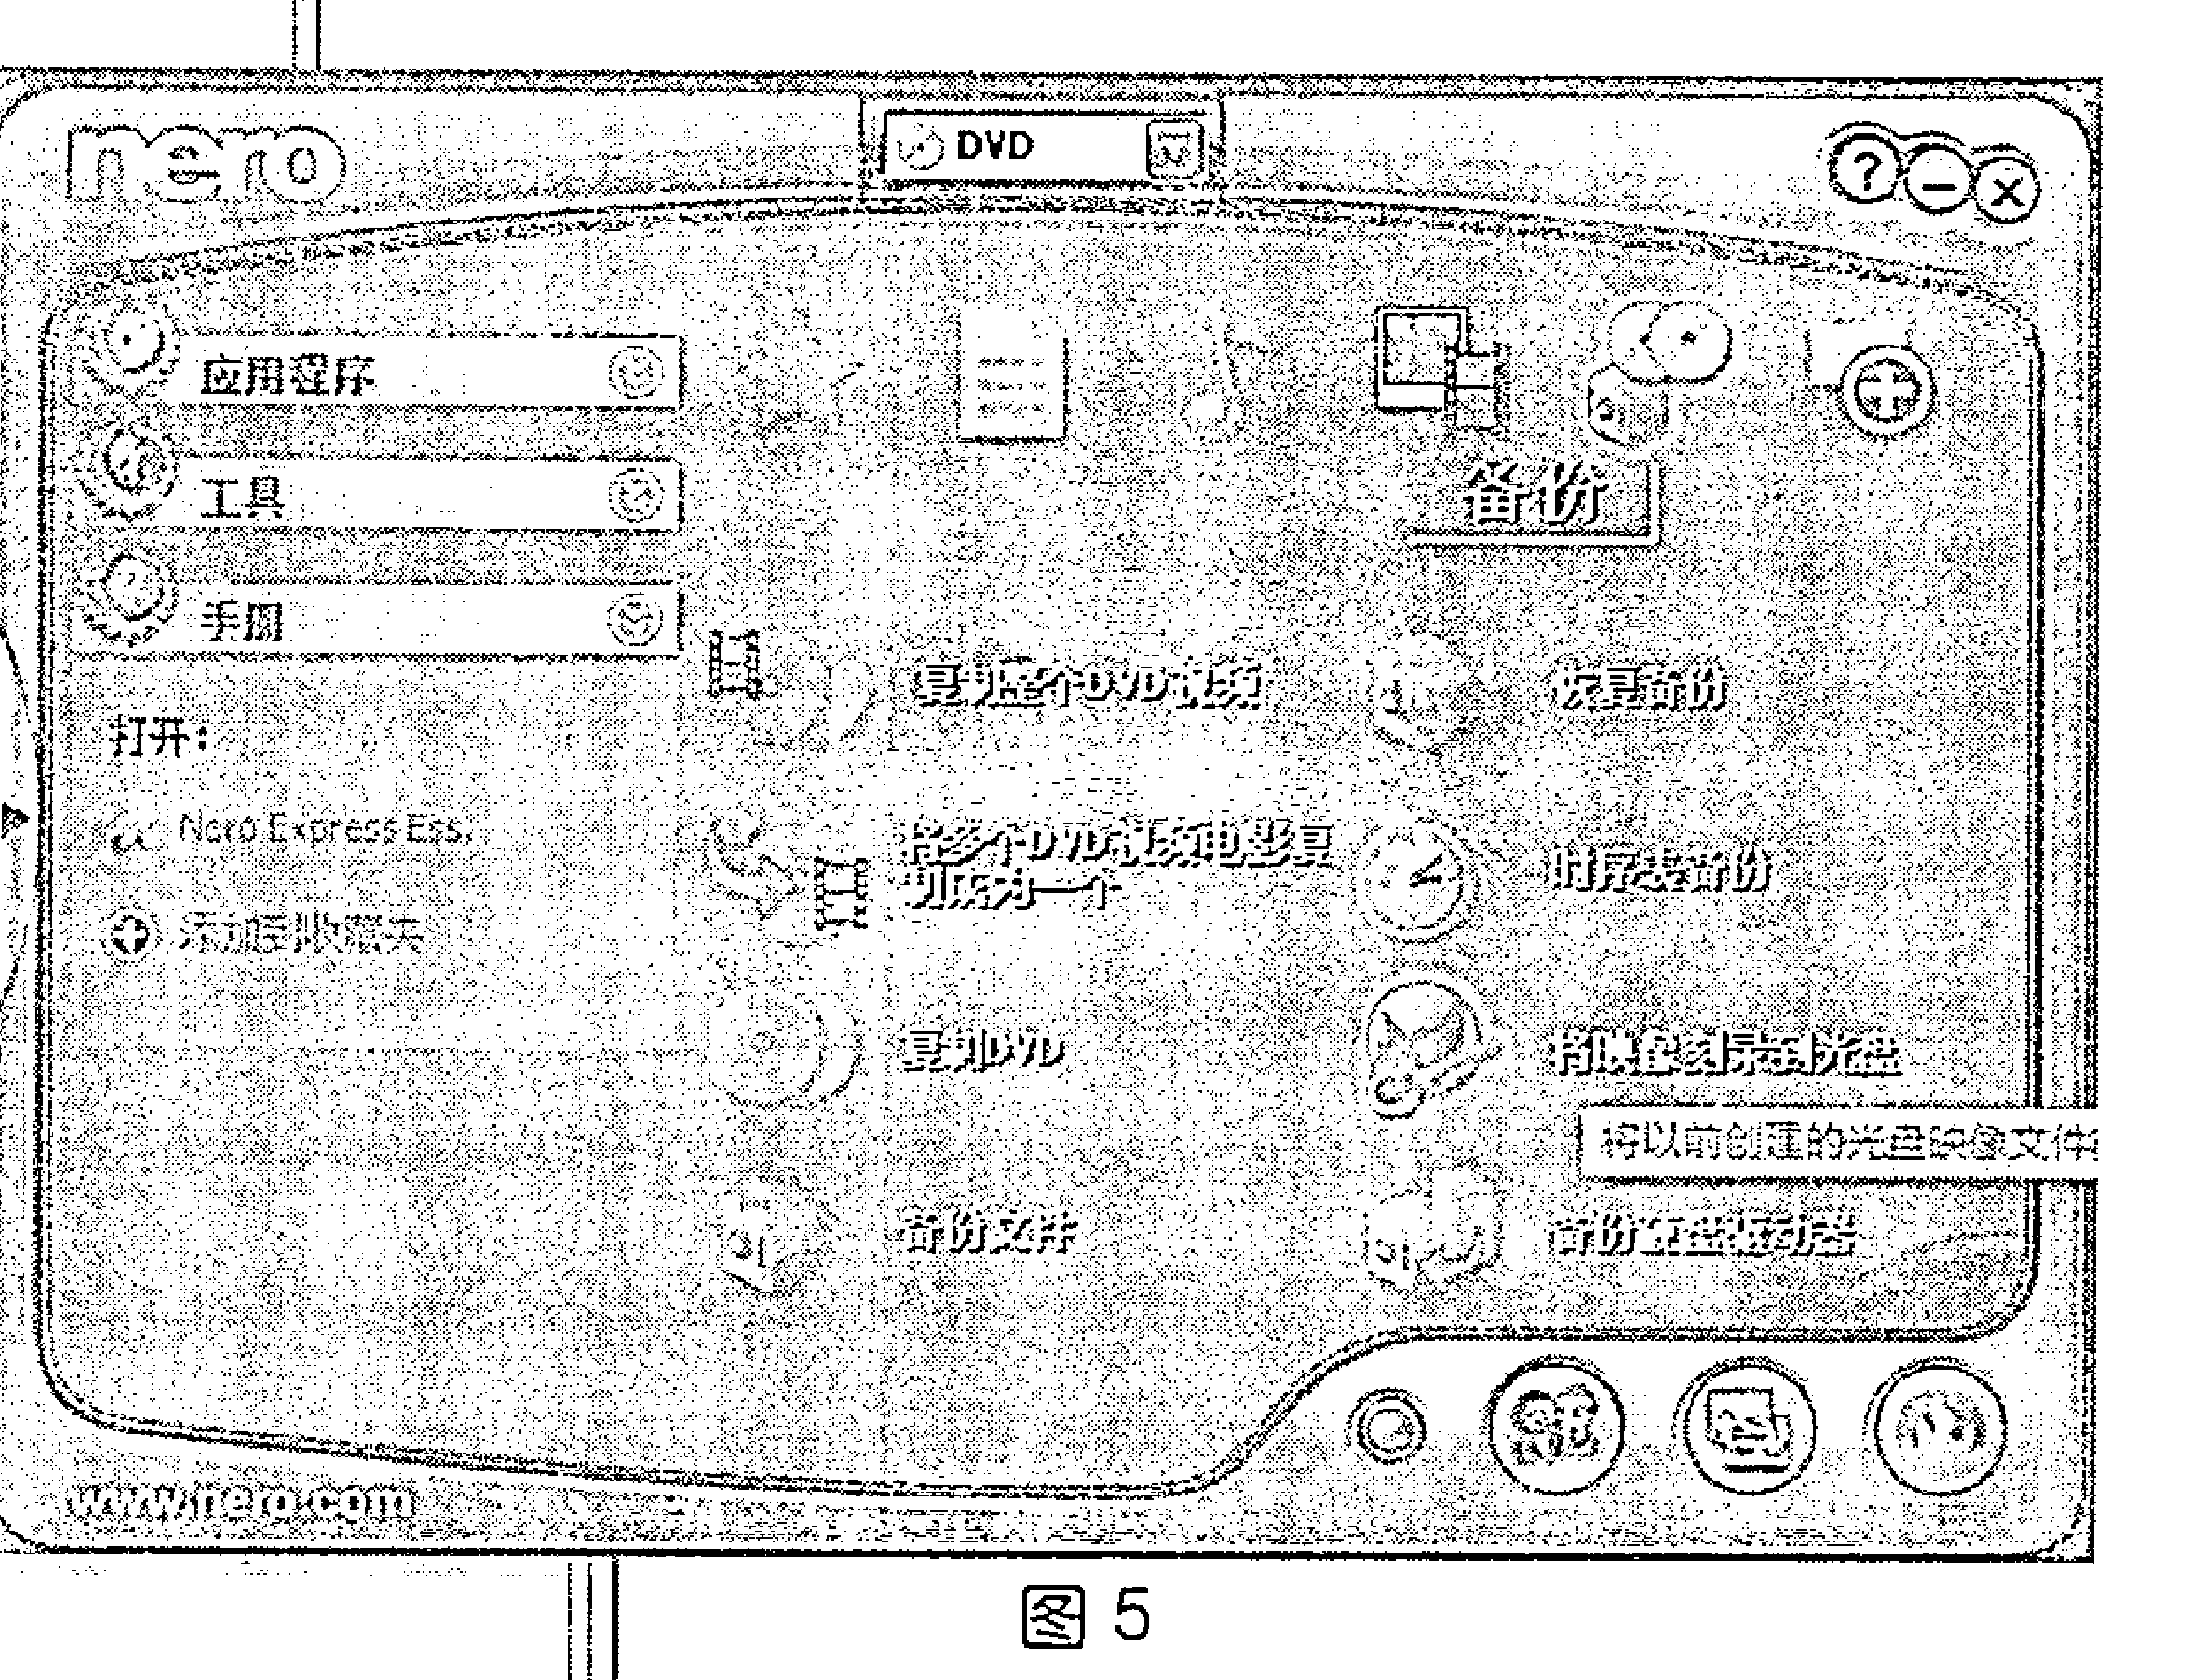 nero
DVD
应用程序
工具
手册
打开:
Nero Express Ess.
添加到收藏夹
备份
复制整个DVD视频
将多个DVD视频电影复
制成为一个
复制DVD
备份文件
恢复备份
时序表备份
将映像刻录到光盘
将以前创建的光盘映像文件
备份硬盘驱动器
www.nero.com
图 5